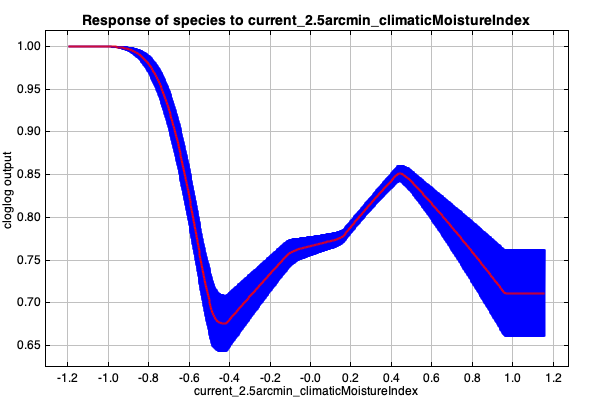 Response of species to current_2.5arcmin_climaticMoistureIndex
cloglog output
1.00
0.95
0.90
0.85
0.80
0.75
0.70
0.65
-1.2 -1.0 -0.8 -0.6 -0.4 -0.2 -0.0 0.2 0.4 0.6 0.8 1.0 1.2
current_2.5arcmin_climaticMoistureIndex